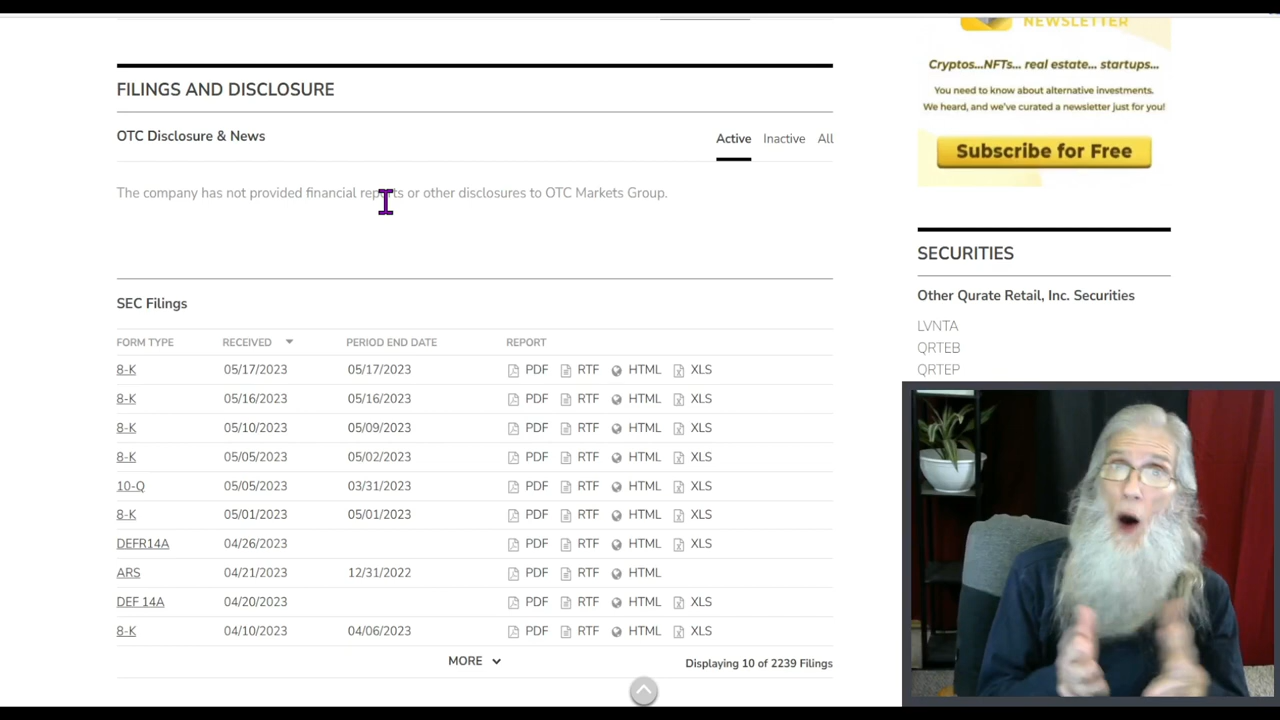 FILINGS AND DISCLOSURE
OTC Disclosure & News
Active Inactive All
The company has not provided financial reports or other disclosures to OTC Markets Group.
SEC Filings
FORM TYPE RECEIVED PERIOD END DATE REPORT
8-K 05/17/2023 05/17/2023 PDF RTF HTML XLS
8-K 05/16/2023 05/16/2023 PDF RTF HTML XLS
8-K 05/10/2023 05/09/2023 PDF RTF HTML XLS
8-K 05/05/2023 05/02/2023 PDF RTF HTML XLS
10-Q 05/05/2023 03/31/2023 PDF RTF HTML XLS
8-K 05/01/2023 05/01/2023 PDF RTF HTML XLS
DEFR14A 04/26/2023 PDF RTF HTML XLS
ARS 04/21/2023 12/31/2022 PDF RTF HTML
DEF 14A 04/20/2023 PDF RTF HTML XLS
8-K 04/10/2023 04/06/2023 PDF RTF HTML XLS
MORE
Displaying 10 of 2239 Filings
NEWSLETTER
Cryptos...NFTs... real estate... startups...
You need to know about alternative investments.
We heard, and we've curated a newsletter just for you!
Subscribe for Free
SECURITIES
Other Qurate Retail, Inc. Securities
LVNTA
QRTEB
QRTEP